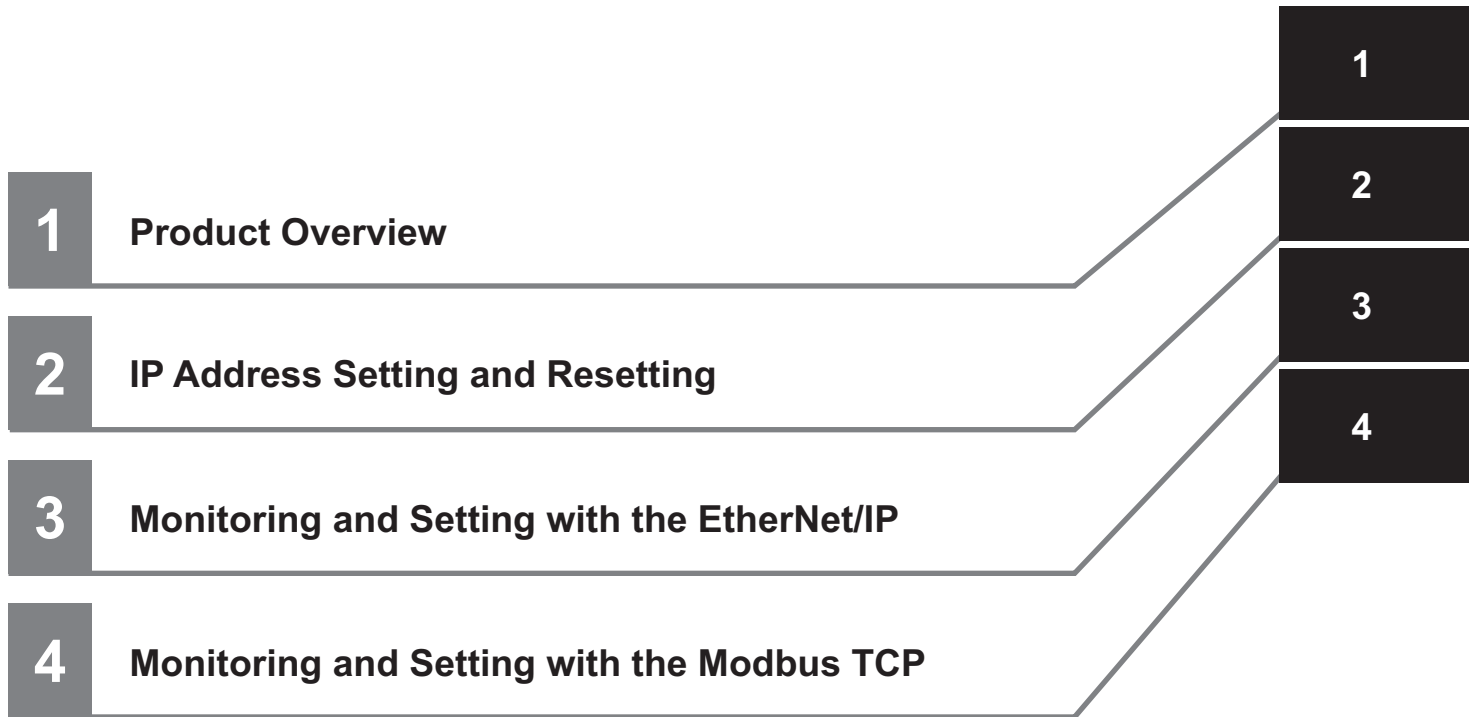 1
2
3
4
1 Product Overview
2 IP Address Setting and Resetting
3 Monitoring and Setting with the EtherNet/IP
4 Monitoring and Setting with the Modbus TCP